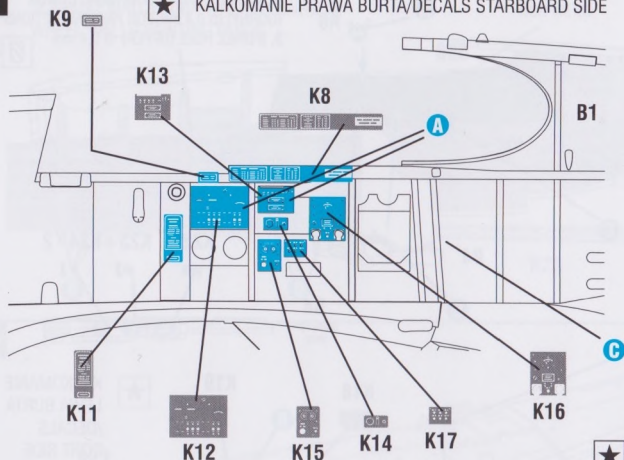 KALKOMANIE PRAWA BURTA/DECALS STARBOARD SIDE
K9
K13
K8
A
B1
C
K11
K12
K15
K14
K17
K16